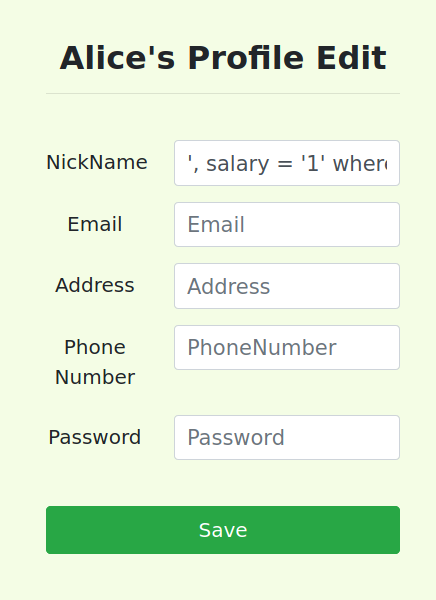 Alice's Profile Edit
NickName
', salary = '1' where
Email
Email
Address
Address
Phone
Number
PhoneNumber
Password
Password
Save